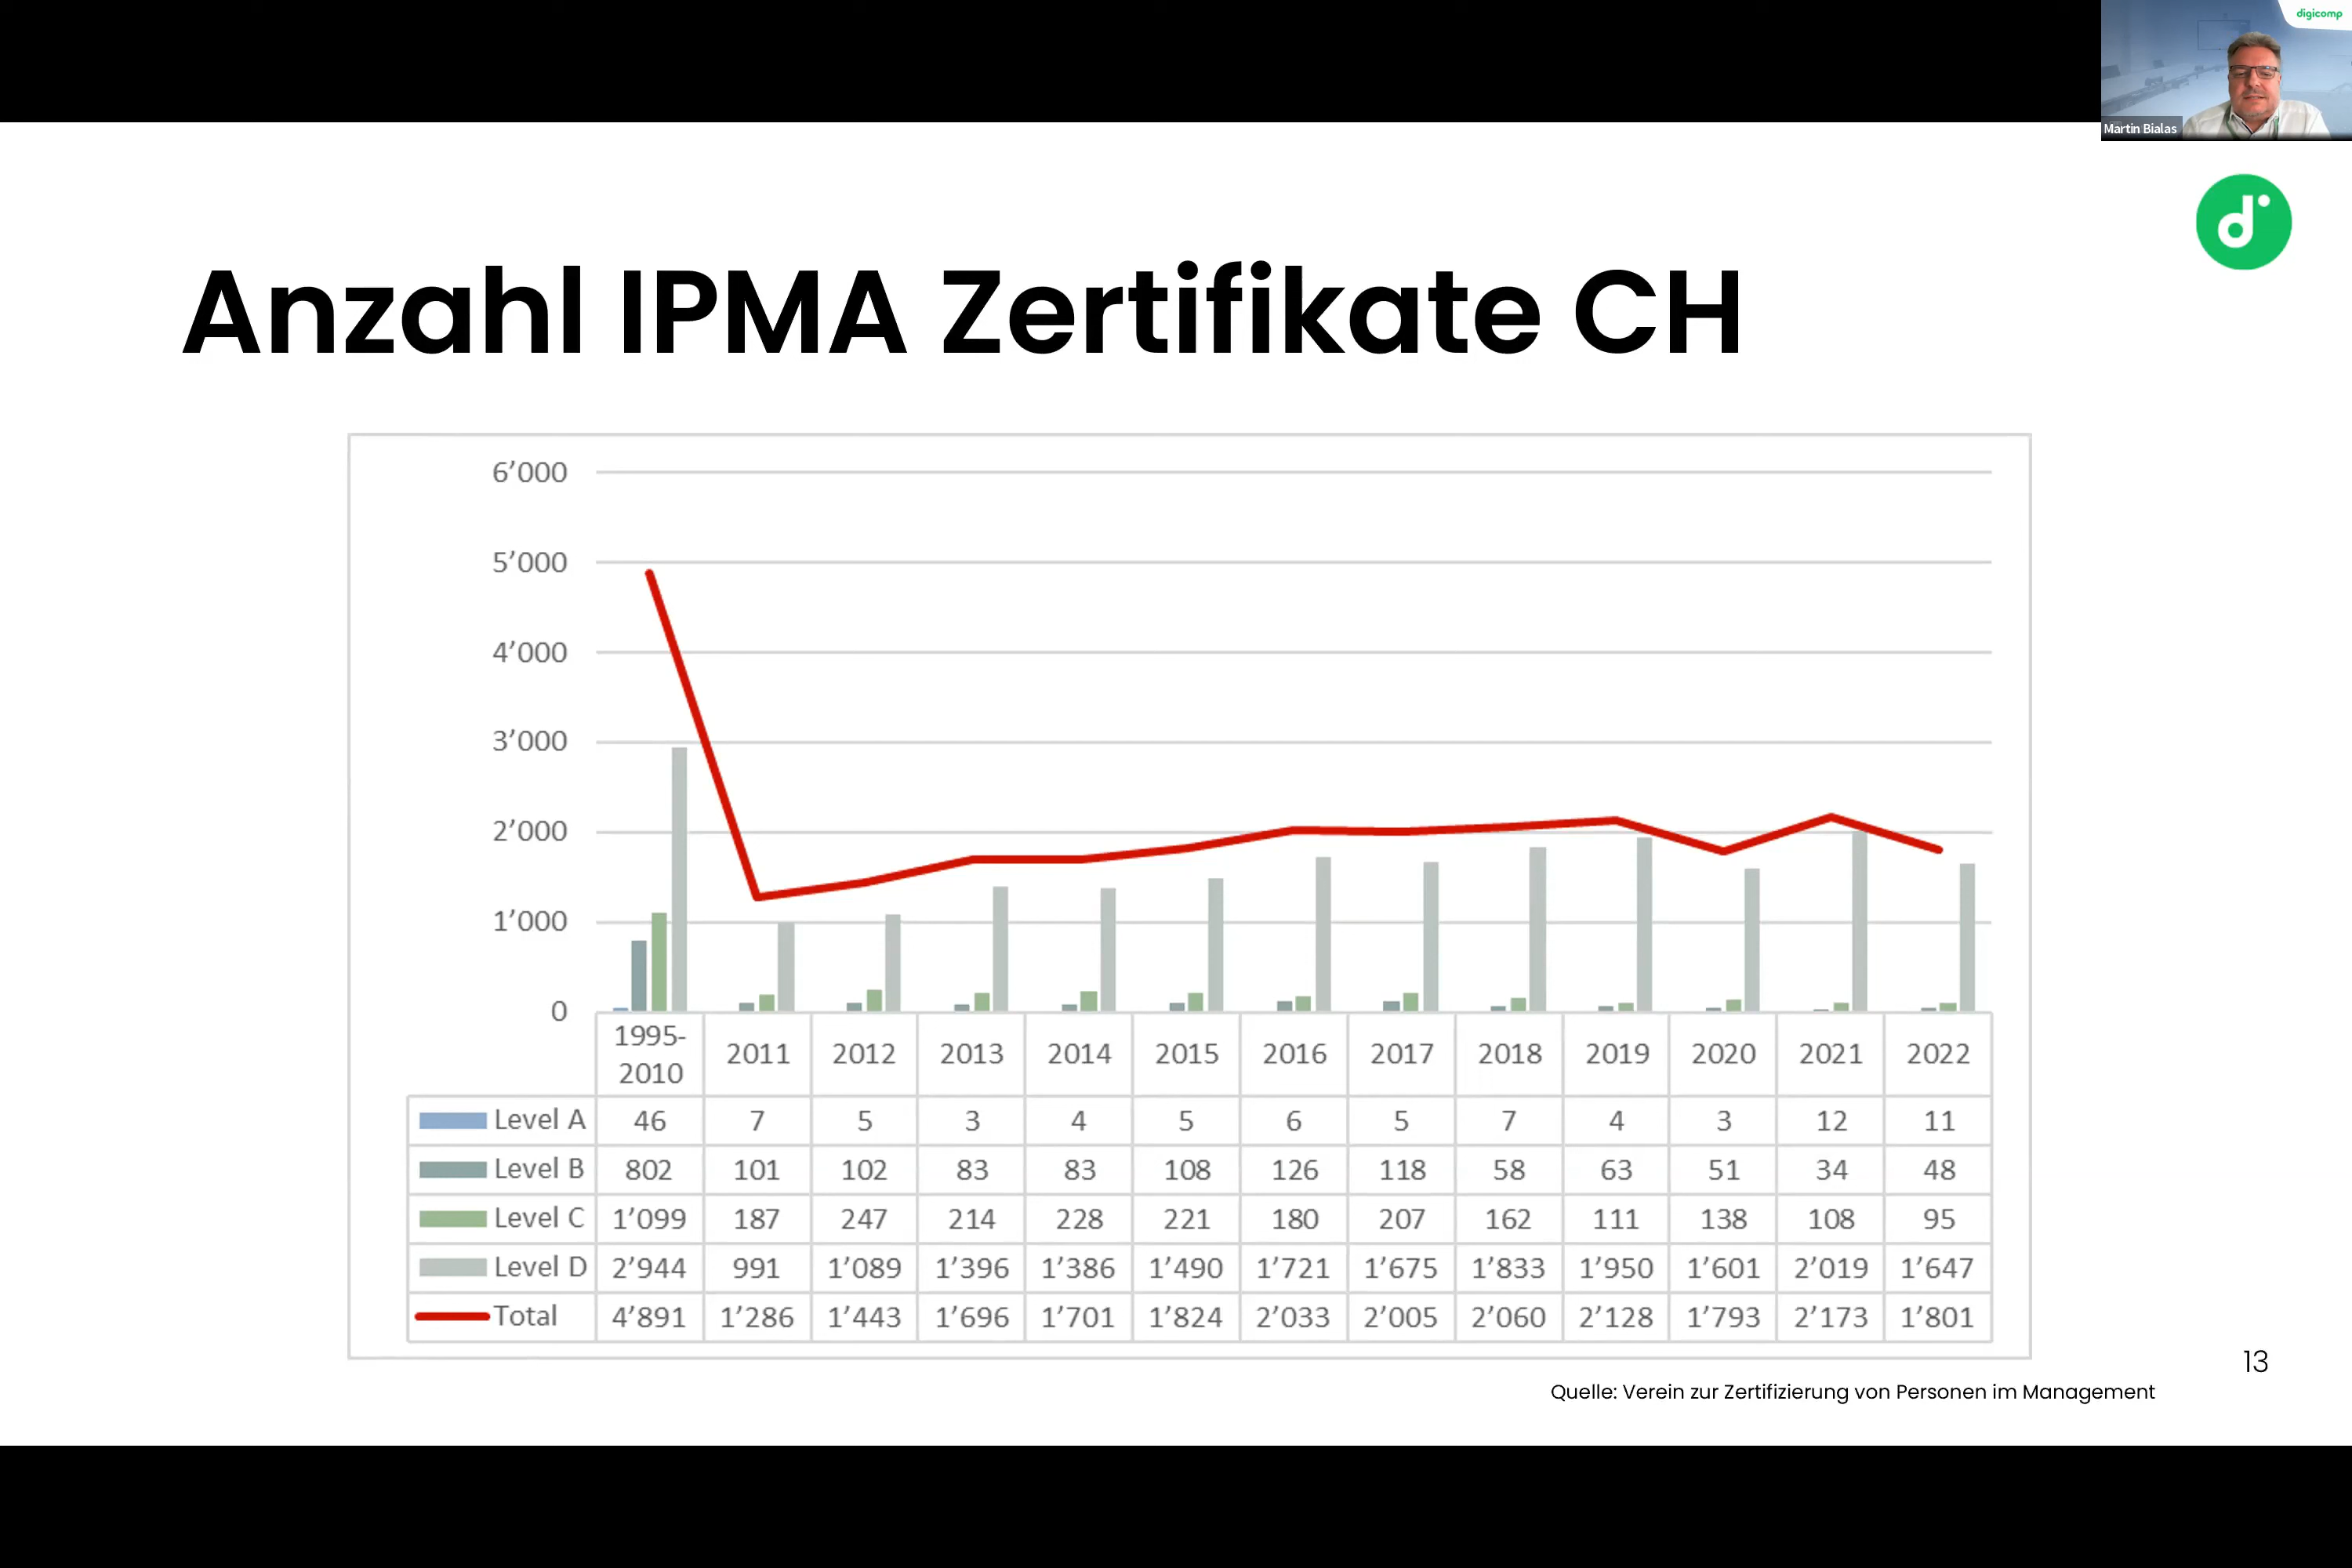 digicomp
Martin Bialas
d
Anzahl IPMA Zertifikate CH
6’000
5’000
4’000
3’000
2’000
1’000
0
1995-2010 2011 2012 2013 2014 2015 2016 2017 2018 2019 2020 2021 2022
Level A 46 7 5 3 4 5 6 5 7 4 3 12 11
Level B 802 101 102 83 83 108 126 118 58 63 51 34 48
Level C 1’099 187 247 214 228 221 180 207 162 111 138 108 95
Level D 2’944 991 1’089 1’396 1’386 1’490 1’721 1’675 1’833 1’950 1’601 2’019 1’647
Total 4’891 1’286 1’443 1’696 1’701 1’824 2’033 2’005 2’060 2’128 1’793 2’173 1’801
13
Quelle: Verein zur Zertifizierung von Personen im Management